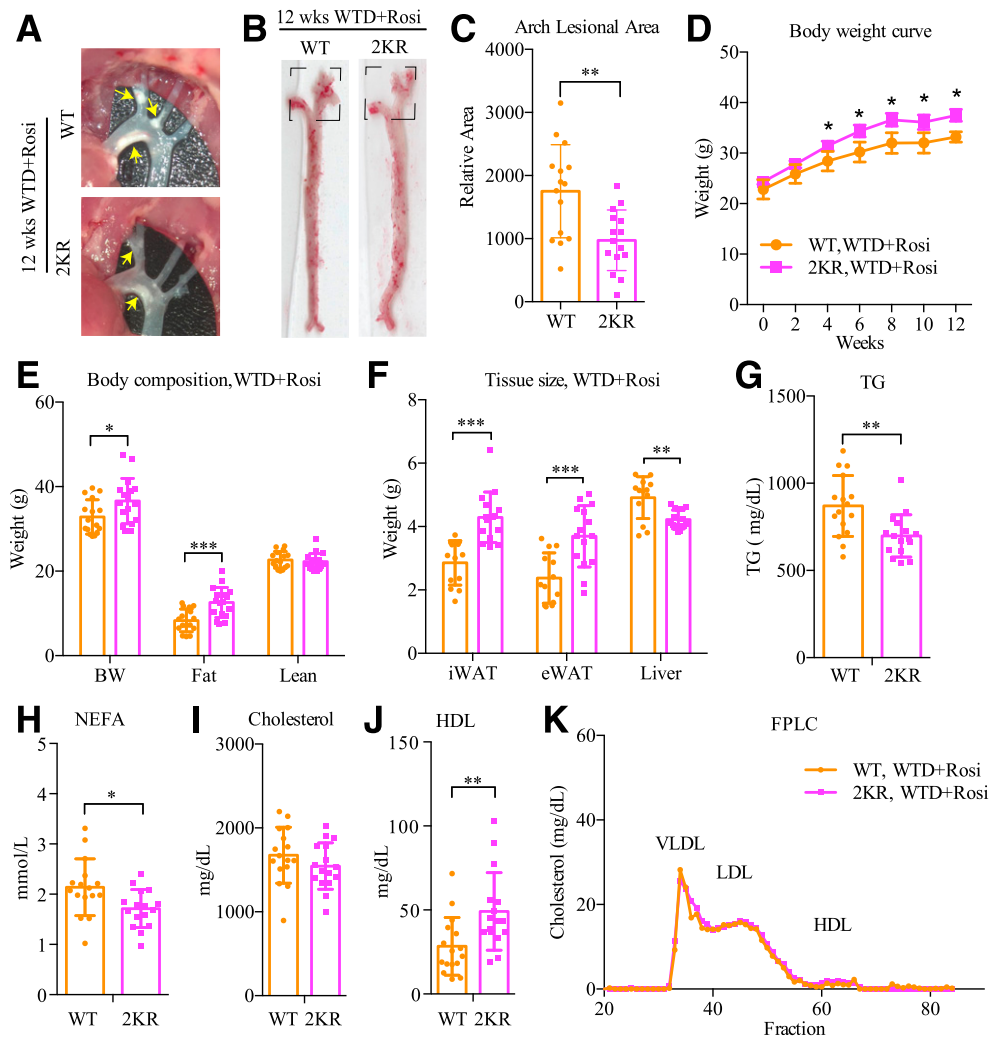 A
12 wks WTD+Rosi
WT
2KR
B
12 wks WTD+Rosi
WT
2KR
C
Arch Lesional Area
Relative Area
4000
3000
2000
1000
0
**
WT
2KR
D
Body weight curve
Weight (g)
50
40
30
20
10
0
*
*
*
*
*
WT,WTD+Rosi
2KR,WTD+Rosi
0
2
4
6
8
10
12
Weeks
E
Body composition,WTD+Rosi
Weight (g)
60
40
20
0
*
***
BW
Fat
Lean
F
Tissue size, WTD+Rosi
Weight (g)
8
6
4
2
0
***
***
**
iWAT
eWAT
Liver
G
TG
TG ( mg/dL)
1500
1000
500
0
**
WT
2KR
H
NEFA
mmol/L
5
4
3
2
1
0
*
WT
2KR
I
Cholesterol
mg/dL
3000
2000
1000
0
WT
2KR
J
HDL
mg/dL
150
100
50
0
**
WT
2KR
K
FPLC
Cholesterol (mg/dL)
60
40
20
0
WT, WTD+Rosi
2KR, WTD+Rosi
VLDL
LDL
HDL
20
40
60
80
Fraction